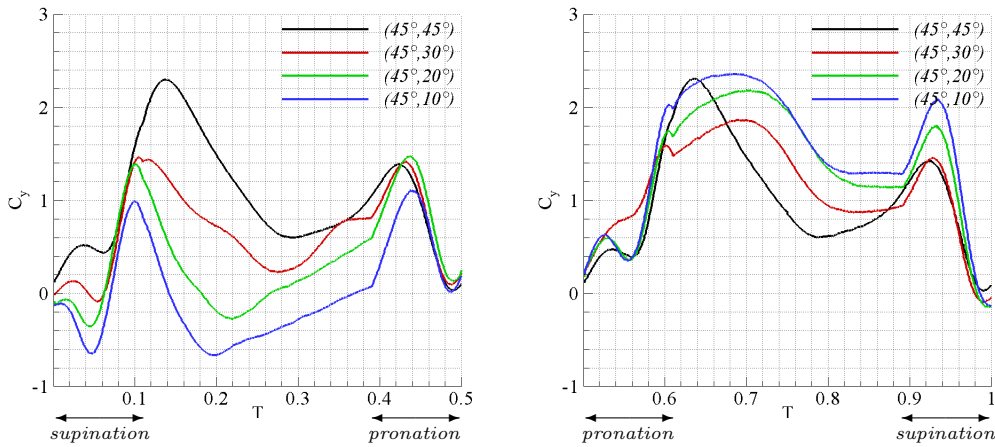 3
2
1
0
-1
C_y
(45°,45°)
(45°,30°)
(45°,20°)
(45°,10°)
0.1 0.2 0.3 0.4 0.5
T
supination pronation
3
2
1
0
-1
C_y
(45°,45°)
(45°,30°)
(45°,20°)
(45°,10°)
0.6 0.7 0.8 0.9 1
T
pronation supination